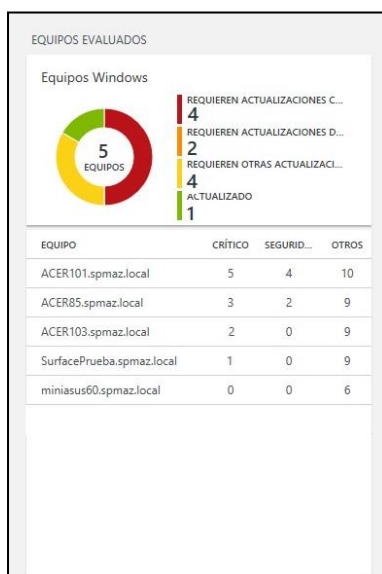 EQUIPOS EVALUADOS
Equipos Windows
5
EQUIPOS
REQUIEREN ACTUALIZACIONES C...
4
REQUIEREN ACTUALIZACIONES D...
2
REQUIEREN OTRAS ACTUALIZACI...
4
ACTUALIZADO
1
EQUIPO CRÍTICO SEGURID... OTROS
ACER101.spmaz.local 5 4 10
ACER85.spmaz.local 3 2 9
ACER103.spmaz.local 2 0 9
SurfacePrueba.spmaz.local 1 0 9
miniasus60.spmaz.local 0 0 6